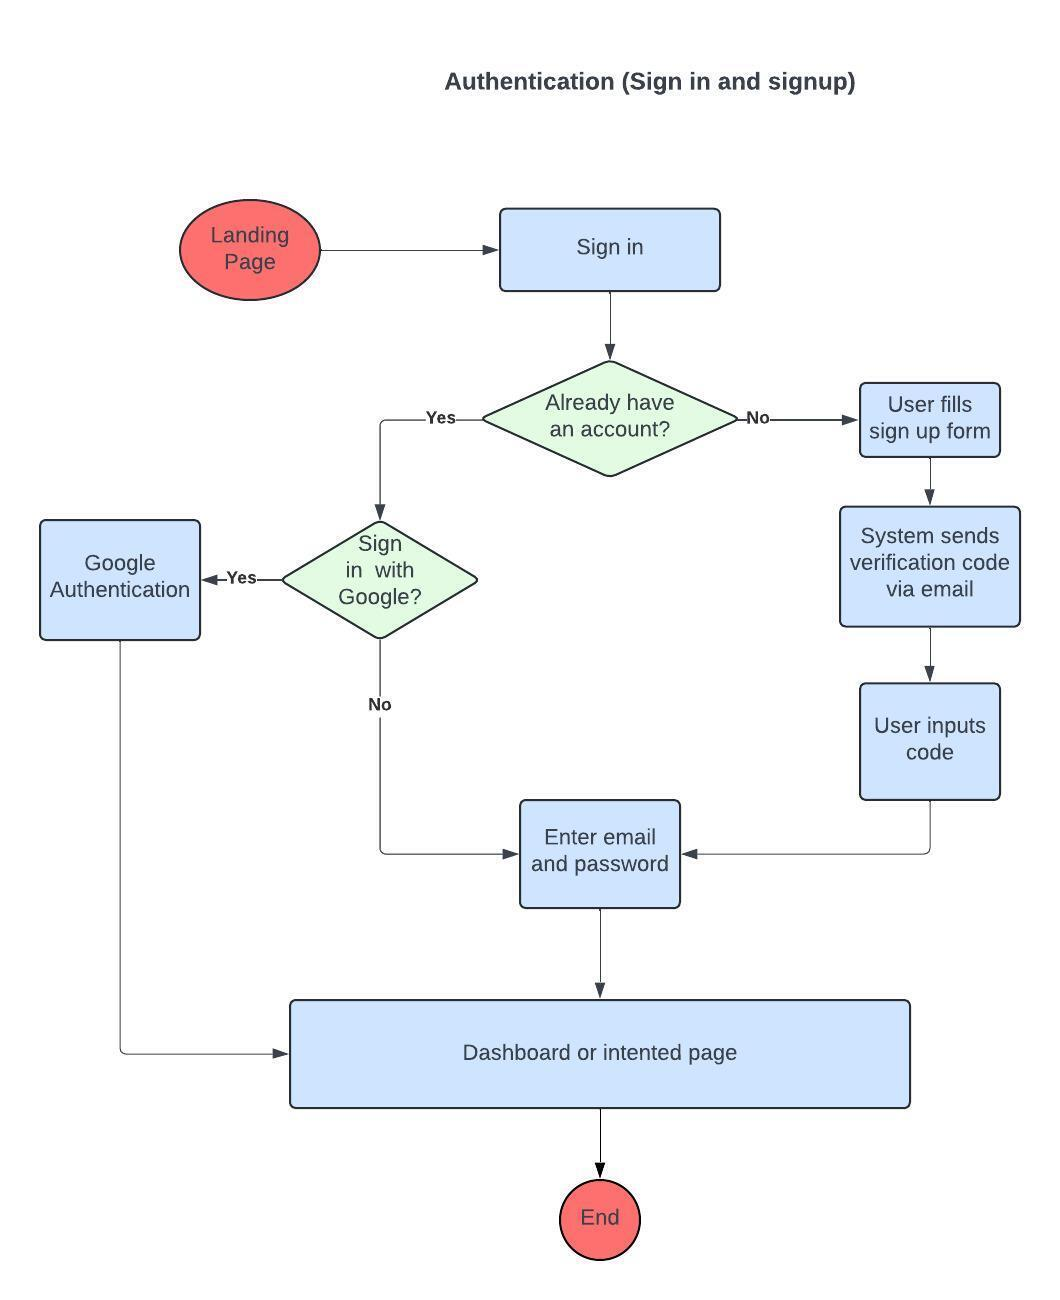 Authentication (Sign in and signup)
Landing
Page
Sign in
Already have
an account?
Yes
No
User fills
sign up form
Sign
in  with
Google?
Yes
Google
Authentication
System sends
verification code
via email
No
User inputs
code
Enter email
and password
Dashboard or intented page
End